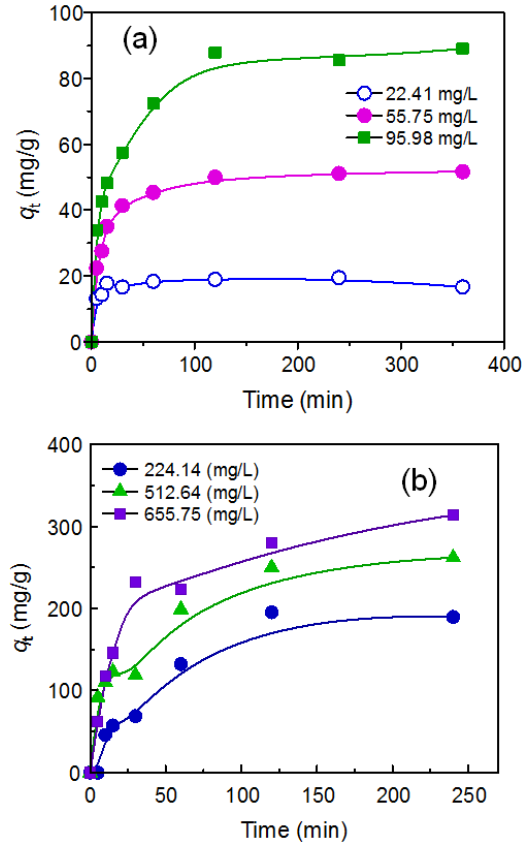 (a)
100
80
60
40
20
0
qt (mg/g)
22.41 mg/L
55.75 mg/L
95.98 mg/L
0 100 200 300 400
Time (min)
(b)
400
300
200
100
0
qt (mg/g)
224.14 (mg/L)
512.64 (mg/L)
655.75 (mg/L)
0 50 100 150 200 250
Time (min)